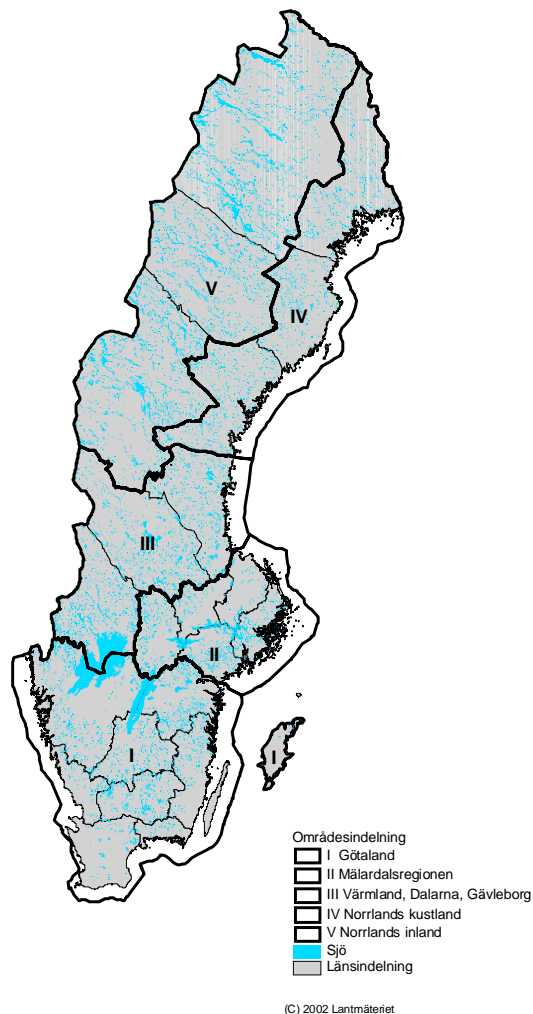 V
IV
III
II
I
I
Områdesindelning
I Götaland
II Mälardalsregionen
III Värmland, Dalarna, Gävleborg
IV Norrlands kustland
V Norrlands inland
Sjö
Länsindelning
(C) 2002 Lantmäteriet